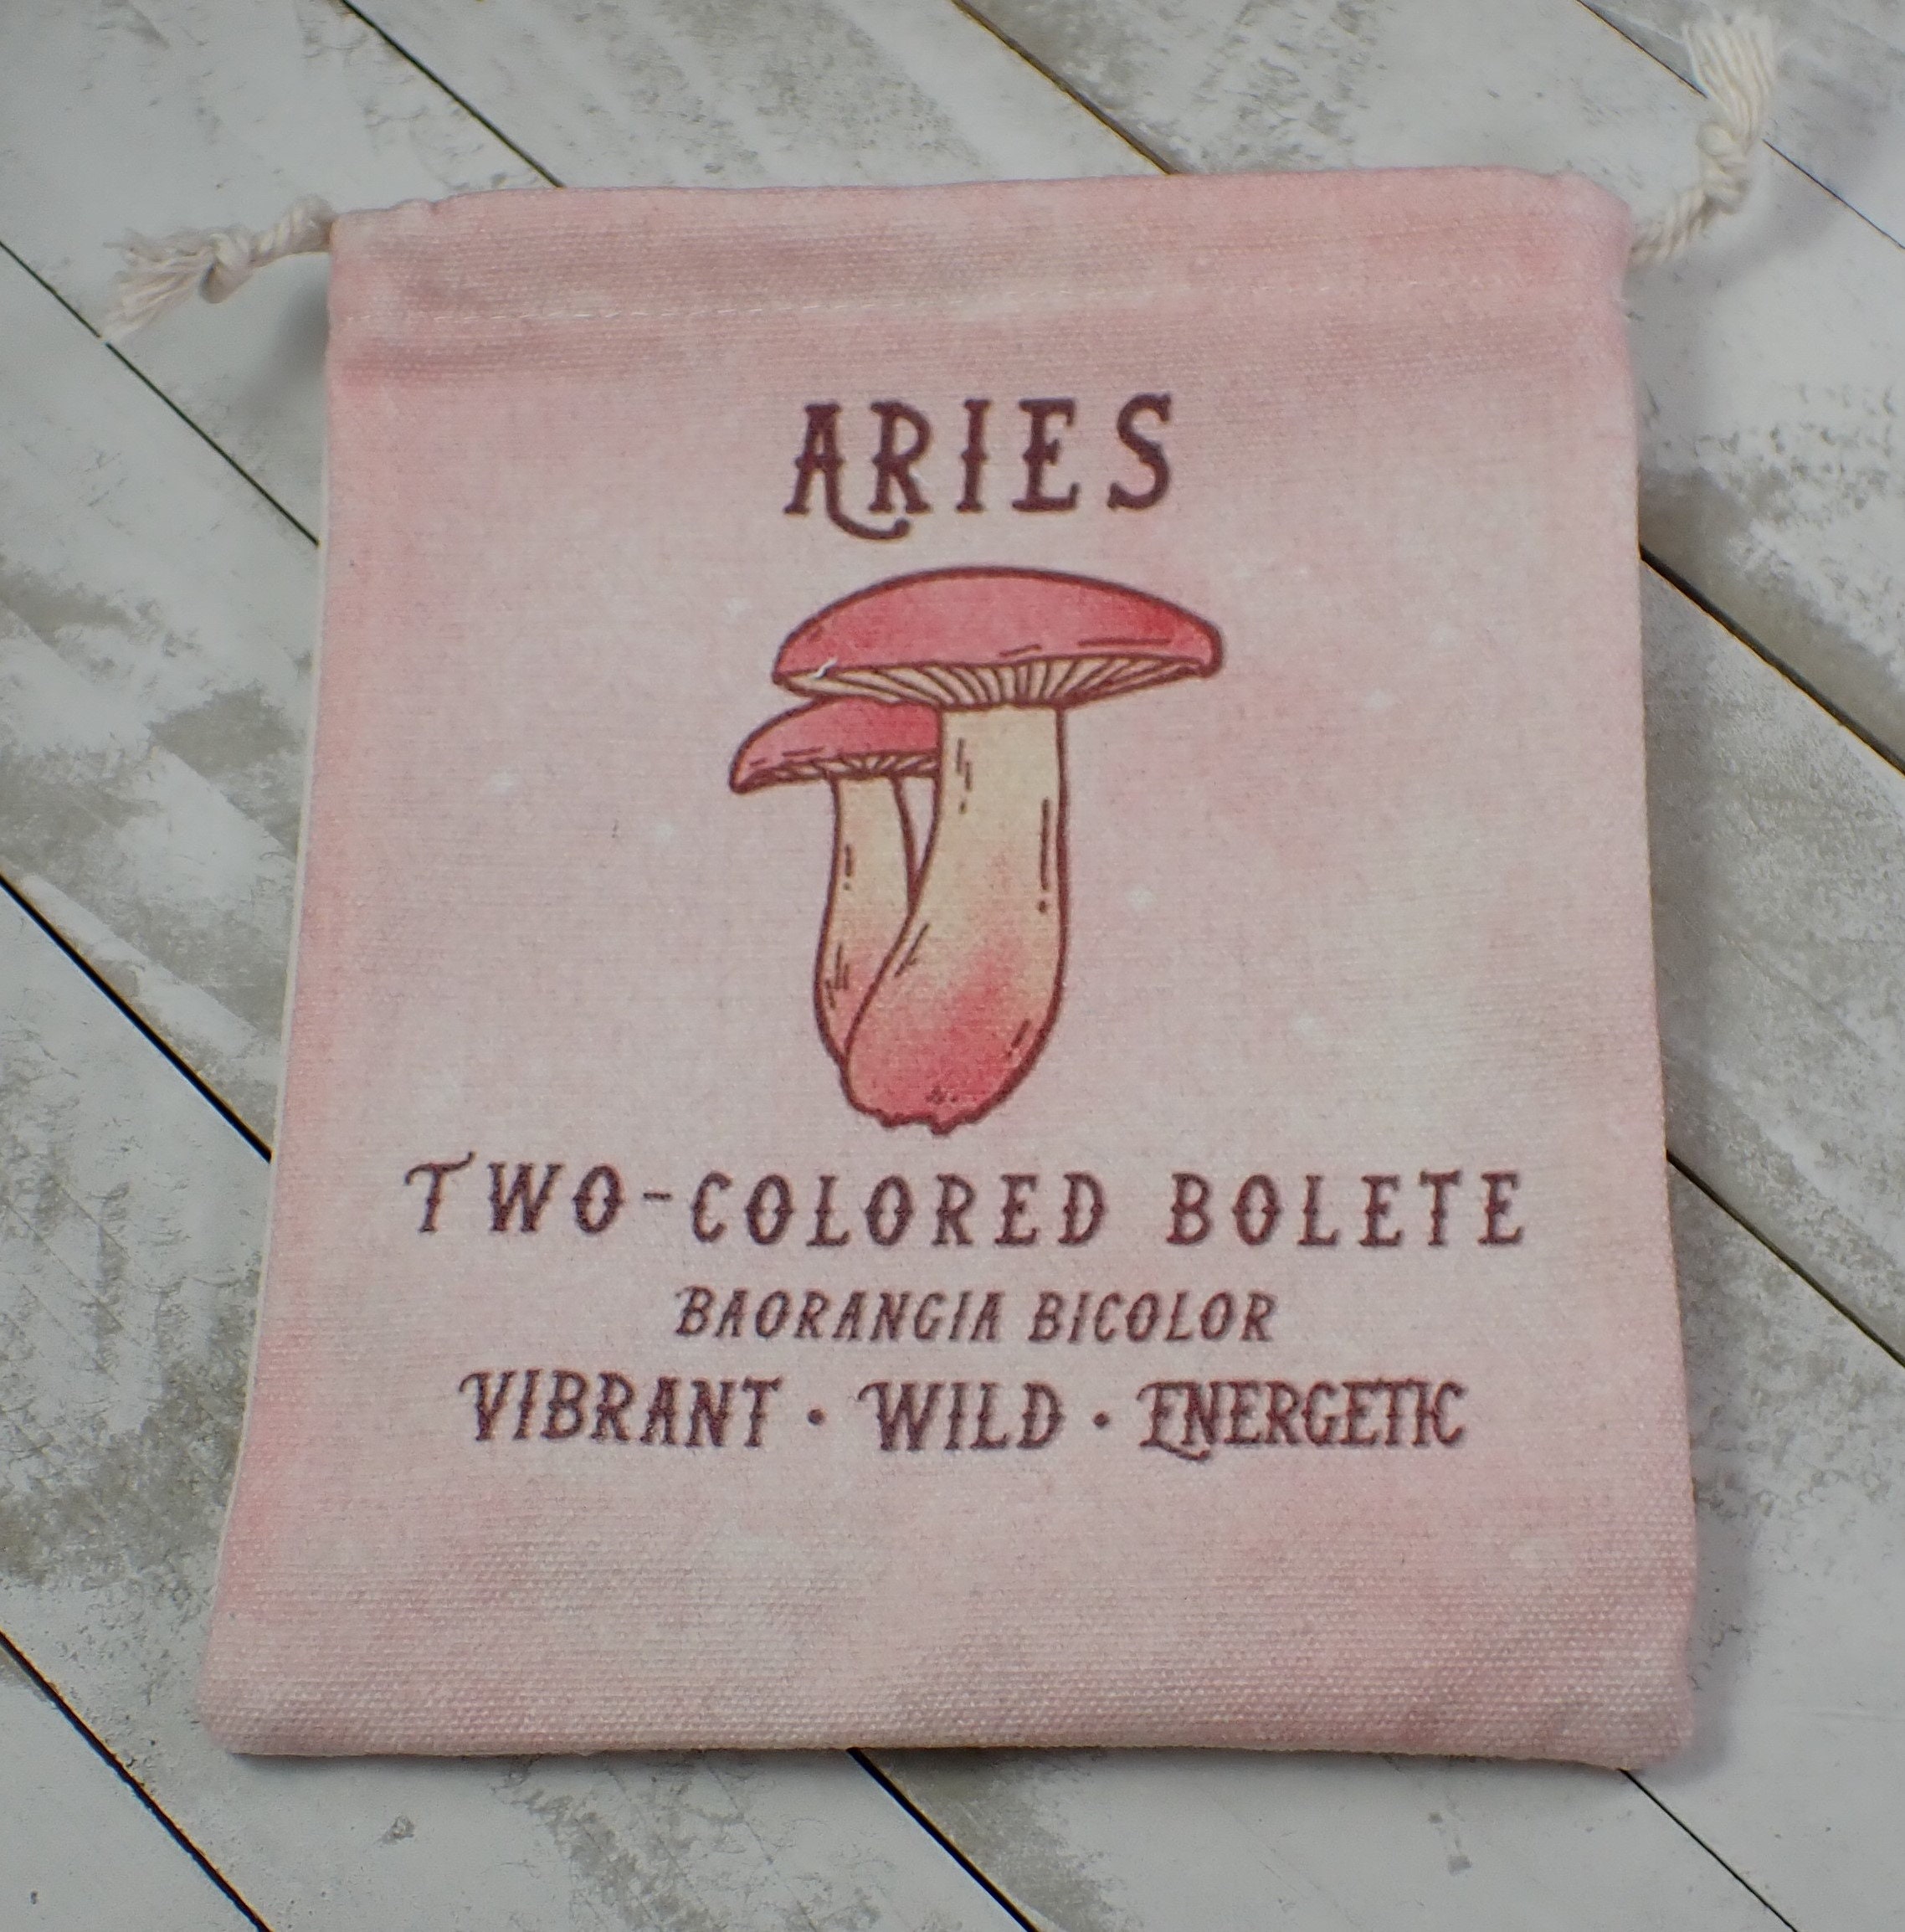 ARIES
TWO-COLORED BOLETE
BAORANGIA BICOLOR
VIBRANT • WILD • ENERGETIC